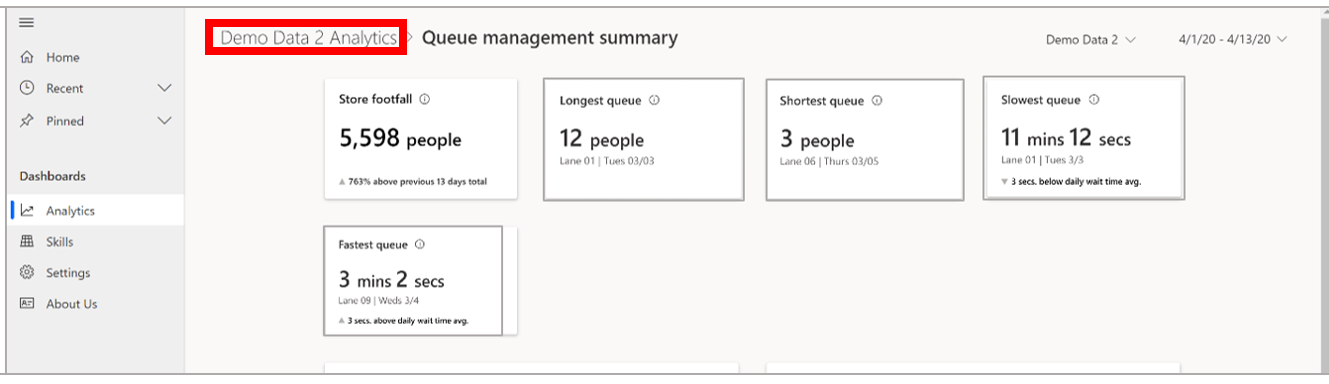 Demo Data 2 Analytics > Queue management summary
Demo Data 2
4/1/20 - 4/13/20
Home
Recent
Pinned
Dashboards
Analytics
Skills
Settings
About Us
Store footfall
5,598 people
763% above previous 13 days total
Longest queue
12 people
Lane 01 | Tues 03/03
Shortest queue
3 people
Lane 06 | Thurs 03/05
Slowest queue
11 mins 12 secs
Lane 01 | Tues 3/3
3 secs. below daily wait time avg.
Fastest queue
3 mins 2 secs
Lane 09 | Weds 3/4
3 secs. above daily wait time avg.